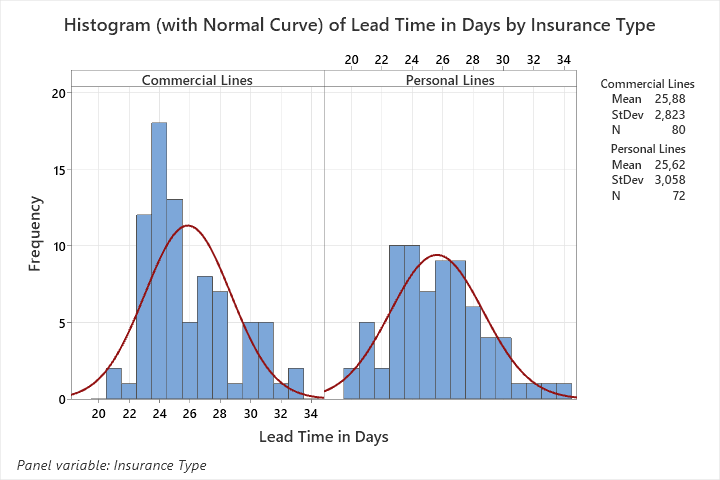 Histogram (with Normal Curve) of Lead Time in Days by Insurance Type
20 22 24 26 28 30 32 34
Commercial Lines Personal Lines
Commercial Lines
Mean 25,88
StDev 2,823
N 80
Personal Lines
Mean 25,62
StDev 3,058
N 72
Frequency
20
15
10
5
0
20 22 24 26 28 30 32 34
Lead Time in Days
Panel variable: Insurance Type